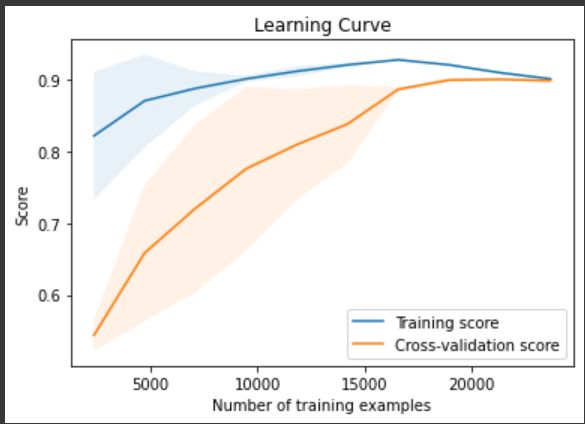 Learning Curve
0.9
0.8
0.7
0.6
Score
5000 10000 15000 20000
Number of training examples
Training score
Cross-validation score